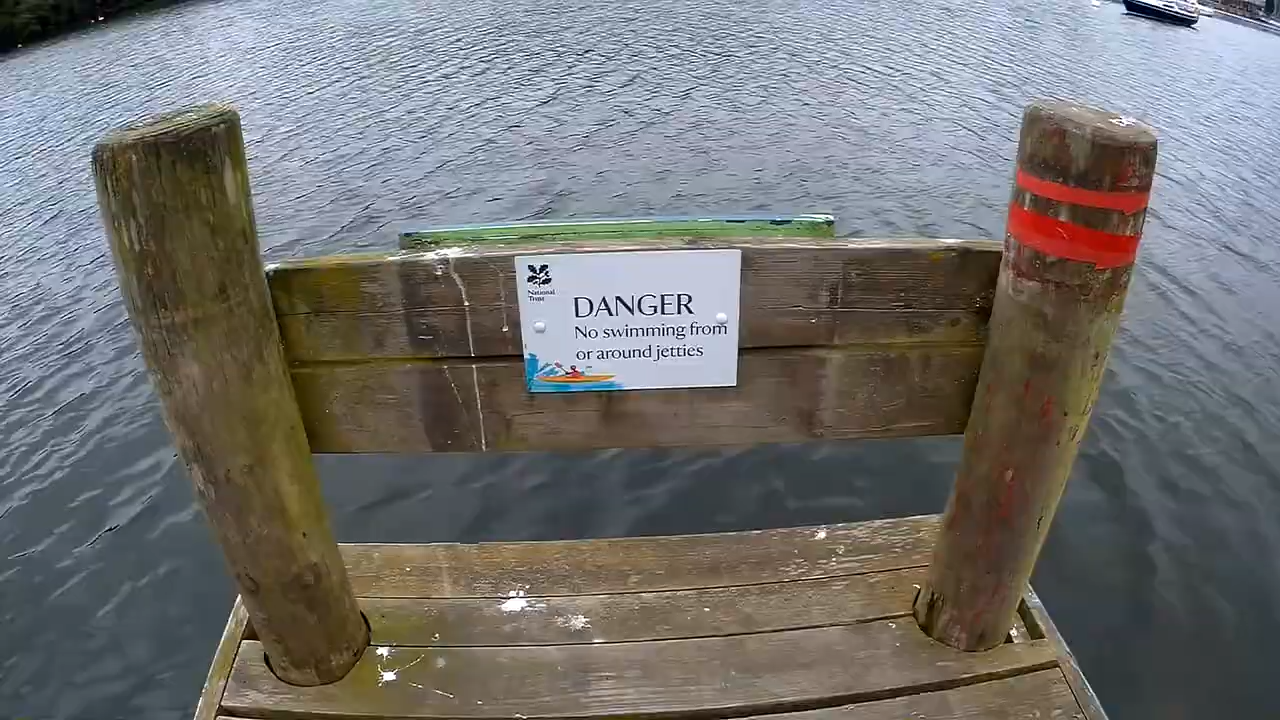 National
Trust
DANGER
No swimming from
or around jetties